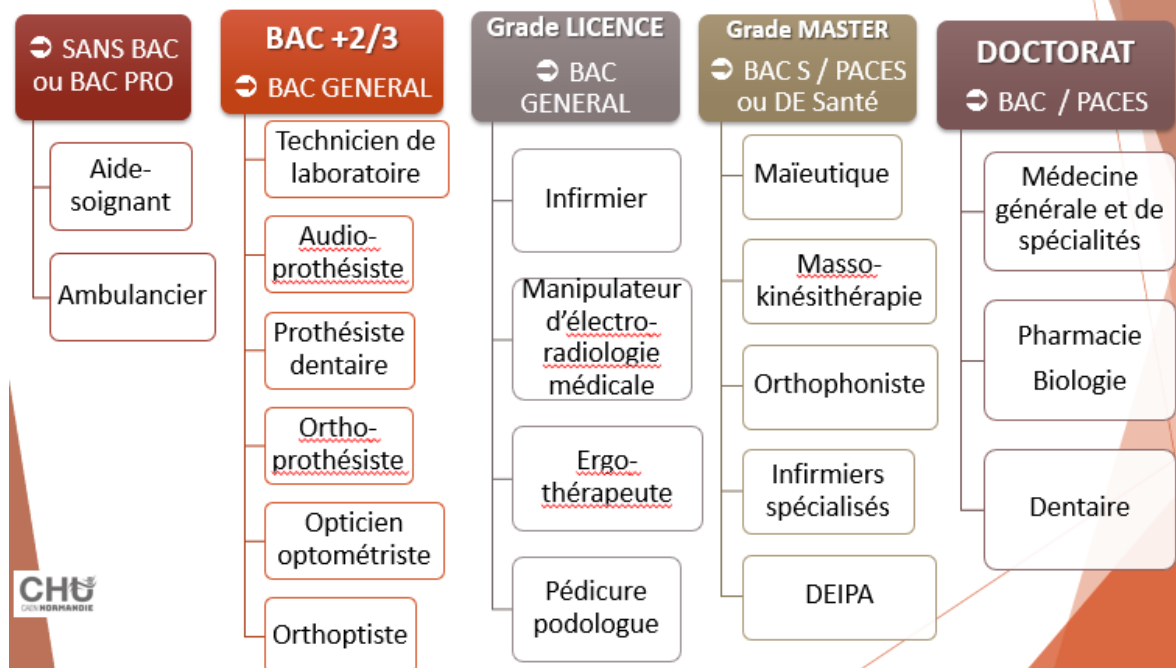 ➲ SANS BAC
ou BAC PRO
Aide-
soignant
Ambulancier
BAC +2/3
➲ BAC GENERAL
Technicien de
laboratoire
Audio-
prothésiste
Prothésiste
dentaire
Ortho-
prothésiste
Opticien
optométriste
Orthoptiste
Grade LICENCE
➲ BAC
GENERAL
Infirmier
Manipulateur
d'électro-
radiologie
médicale
Ergo-
thérapeute
Pédicure
podologue
Grade MASTER
➲ BAC S / PACES
ou DE Santé
Maïeutique
Masso-
kinésithérapie
Orthophoniste
Infirmiers
spécialisés
DEIPA
DOCTORAT
➲ BAC / PACES
Médecine
générale et de
spécialités
Pharmacie
Biologie
Dentaire
CHU
CAEN NORMANDIE